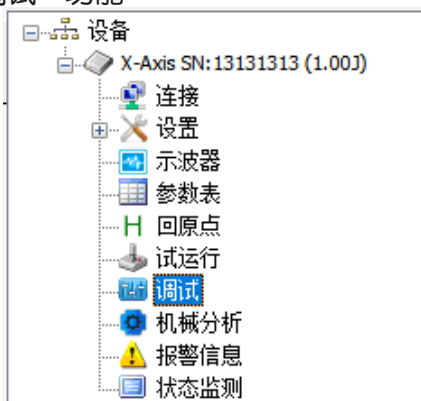 设备
X-Axis SN:13131313 (1.00J)
连接
设置
示波器
参数表
H 回原点
试运行
调试
机械分析
报警信息
状态监测